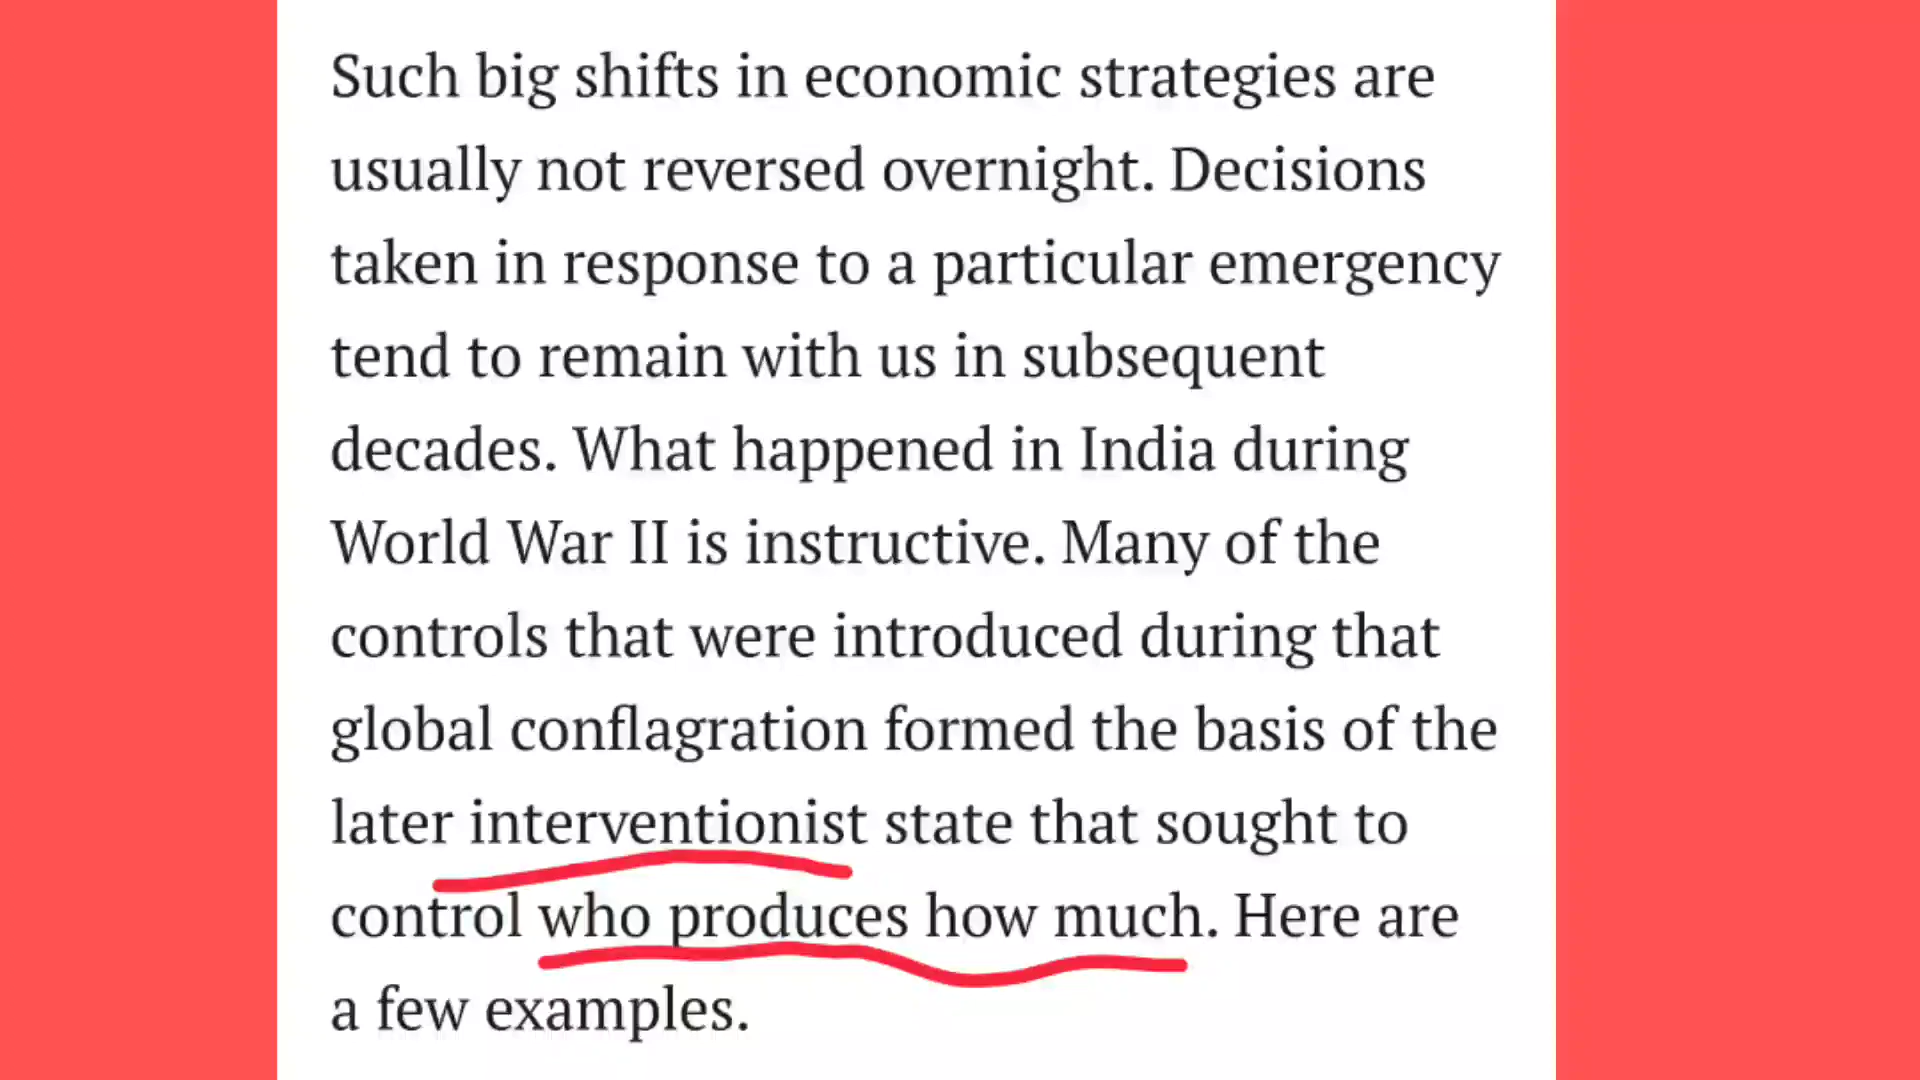 Such big shifts in economic strategies are
usually not reversed overnight. Decisions
taken in response to a particular emergency
tend to remain with us in subsequent
decades. What happened in India during
World War II is instructive. Many of the
controls that were introduced during that
global conflagration formed the basis of the
later interventionist state that sought to
control who produces how much. Here are
a few examples.